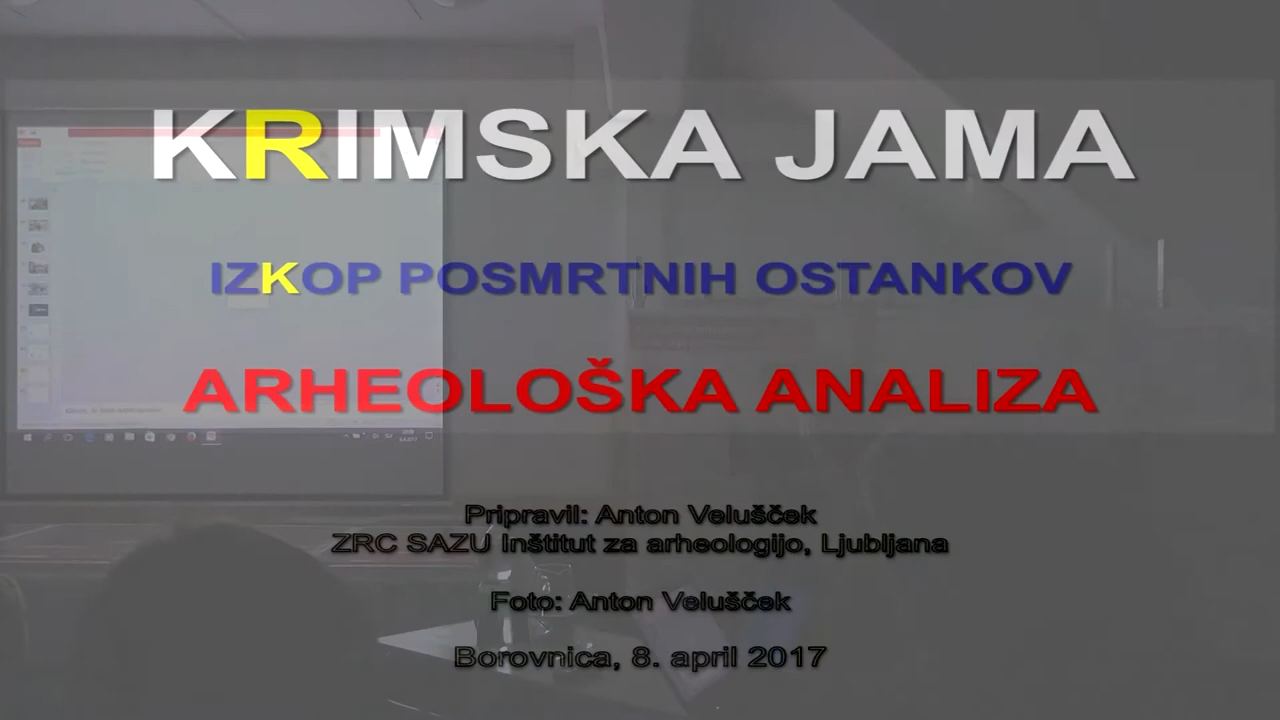 KRIMSKA JAMA
IZKOP POSMRTNIH OSTANKOV
ARHEOLOŠKA ANALIZA
Pripravil: Anton Velušček
ZRC SAZU Inštitut za arheologijo, Ljubljana
Foto: Anton Velušček
Borovnica, 8. april 2017